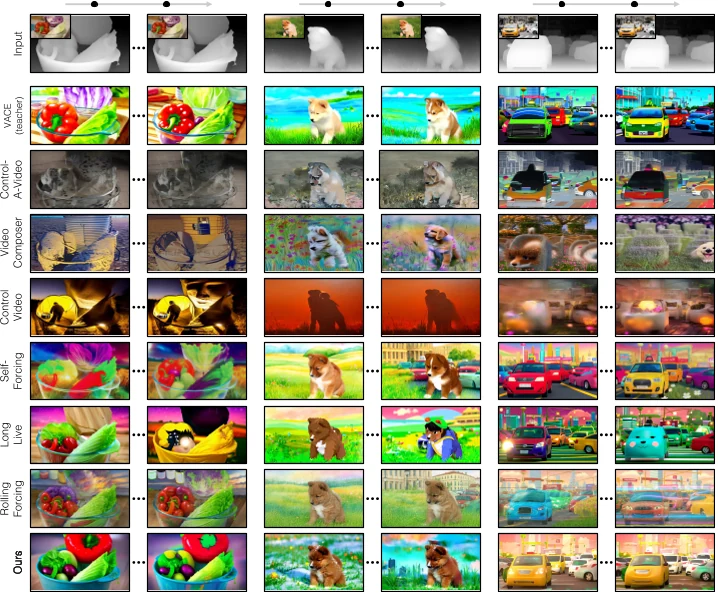 Input
VACE
(teacher)
Control-
A-Video
Video
Composer
Control
Video
Self-
Forcing
Long
Live
Rolling
Forcing
Ours